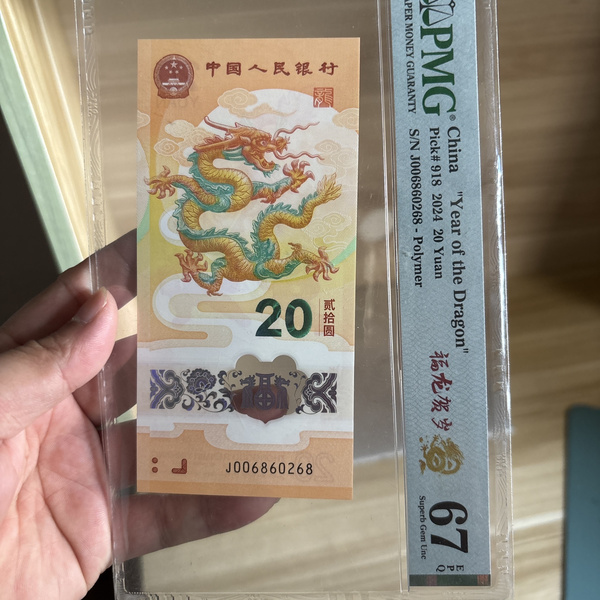 中国人民银行
龍
20
贰拾圆
J006860268
PMG
PAPER MONEY GUARANTY
China
"Year of the Dragon"
Pick# 918 2024 20 Yuan
S/N J006860268 - Polymer
福龙贺岁
67
EPQ
Superb Gem Unc